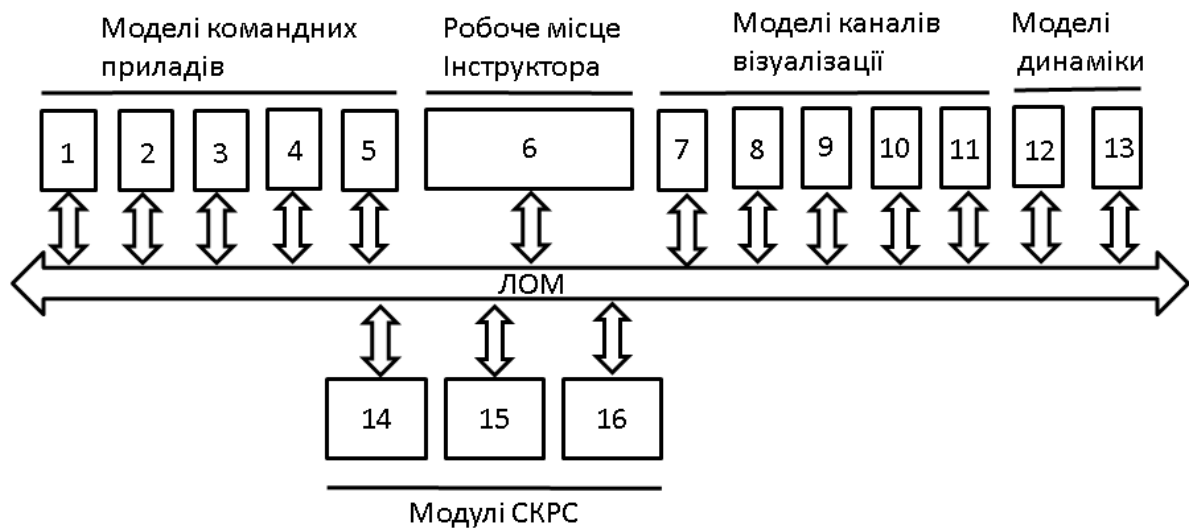 Моделі командних
приладів
Робоче місце
Інструктора
Моделі каналів
візуалізації
Моделі
динаміки
1 2 3 4 5 6 7 8 9 10 11 12 13
ЛОМ
14 15 16
Модулі СКРС